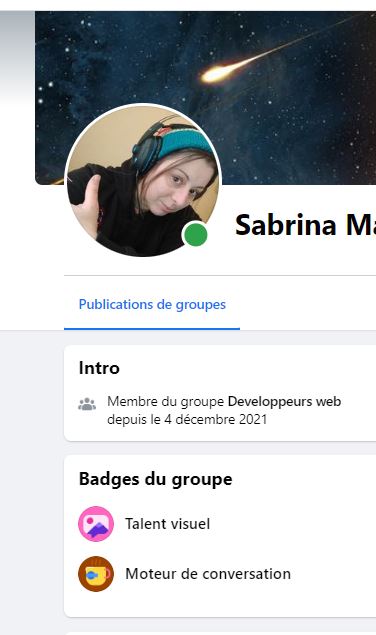 Sabrina Ma
Publications de groupes
Intro
Membre du groupe Developpeurs web
depuis le 4 décembre 2021
Badges du groupe
Talent visuel
Moteur de conversation